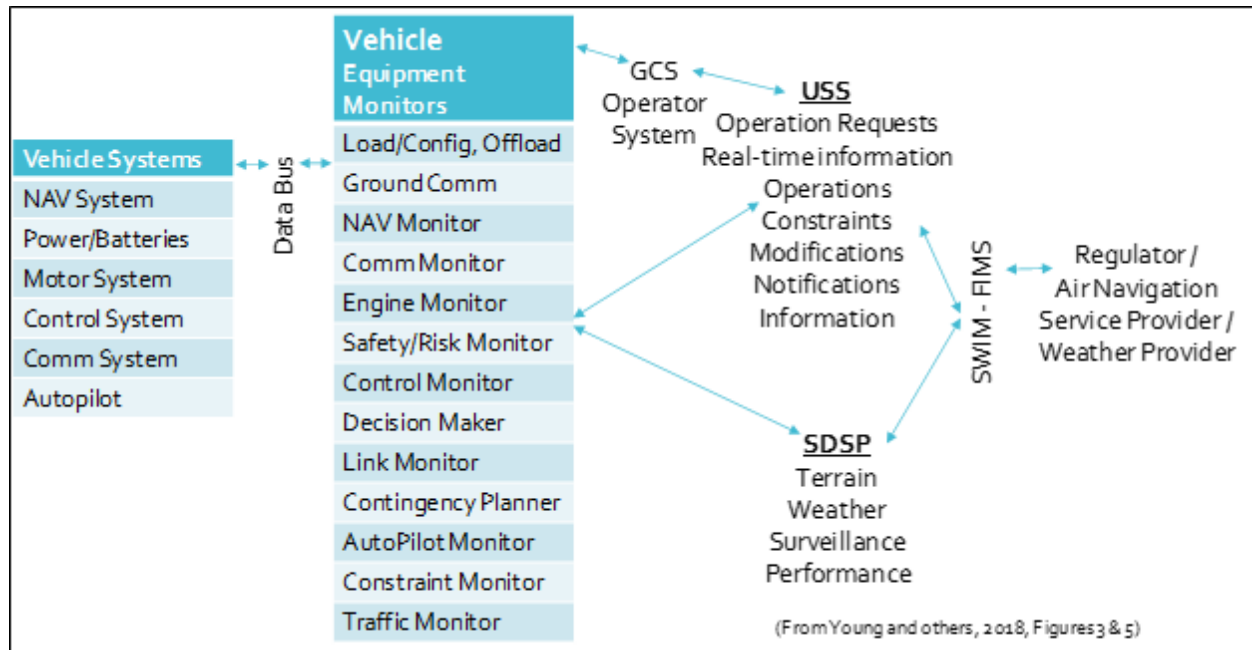 Vehicle Systems
NAV System
Power/Batteries
Motor System
Control System
Comm System
Autopilot
Data Bus
Vehicle
Equipment
Monitors
Load/Config, Offload
Ground Comm
NAV Monitor
Comm Monitor
Engine Monitor
Safety/Risk Monitor
Control Monitor
Decision Maker
Link Monitor
Contingency Planner
AutoPilot Monitor
Constraint Monitor
Traffic Monitor
GCS
Operator
System
USS
Operation Requests
Real-time information
Operations
Constraints
Modifications
Notifications
Information
SDSP
Terrain
Weather
Surveillance
Performance
SWIM - FIMS
Regulator /
Air Navigation
Service Provider /
Weather Provider
(From Young and others, 2018, Figures 3 & 5)